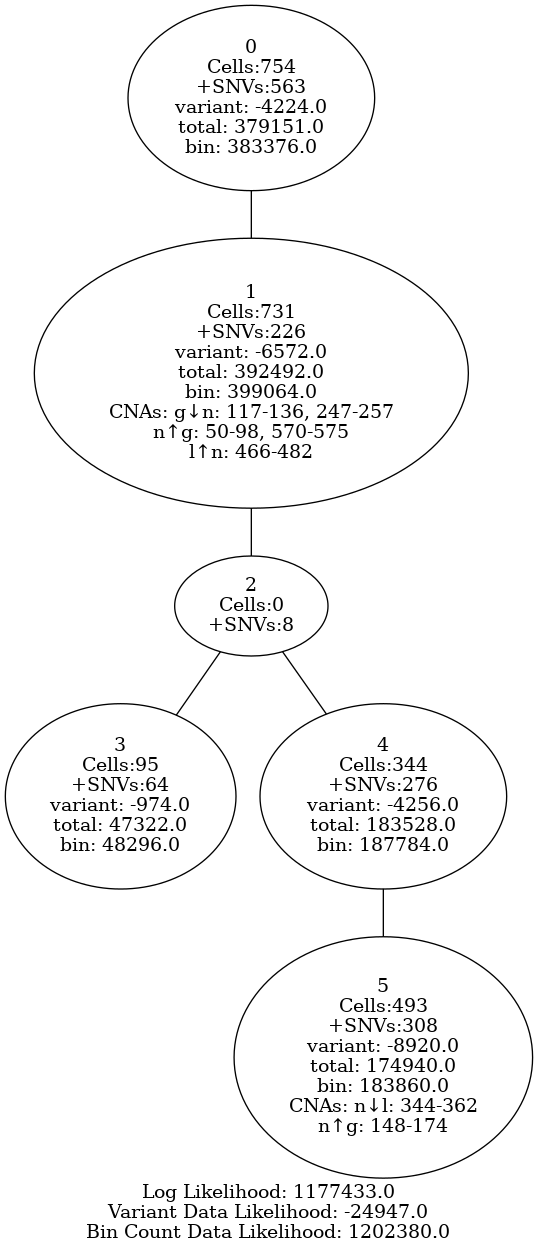 0
Cells:754
+SNVs:563
variant: -4224.0
total: 379151.0
bin: 383376.0
1
Cells:731
+SNVs:226
variant: -6572.0
total: 392492.0
bin: 399064.0
CNAs: g↓n: 117-136, 247-257
n↑g: 50-98, 570-575
l↑n: 466-482
2
Cells:0
+SNVs:8
3
Cells:95
+SNVs:64
variant: -974.0
total: 47322.0
bin: 48296.0
4
Cells:344
+SNVs:276
variant: -4256.0
total: 183528.0
bin: 187784.0
5
Cells:493
+SNVs:308
variant: -8920.0
total: 174940.0
bin: 183860.0
CNAs: n↓l: 344-362
n↑g: 148-174
Log Likelihood: 1177433.0
Variant Data Likelihood: -24947.0
Bin Count Data Likelihood: 1202380.0